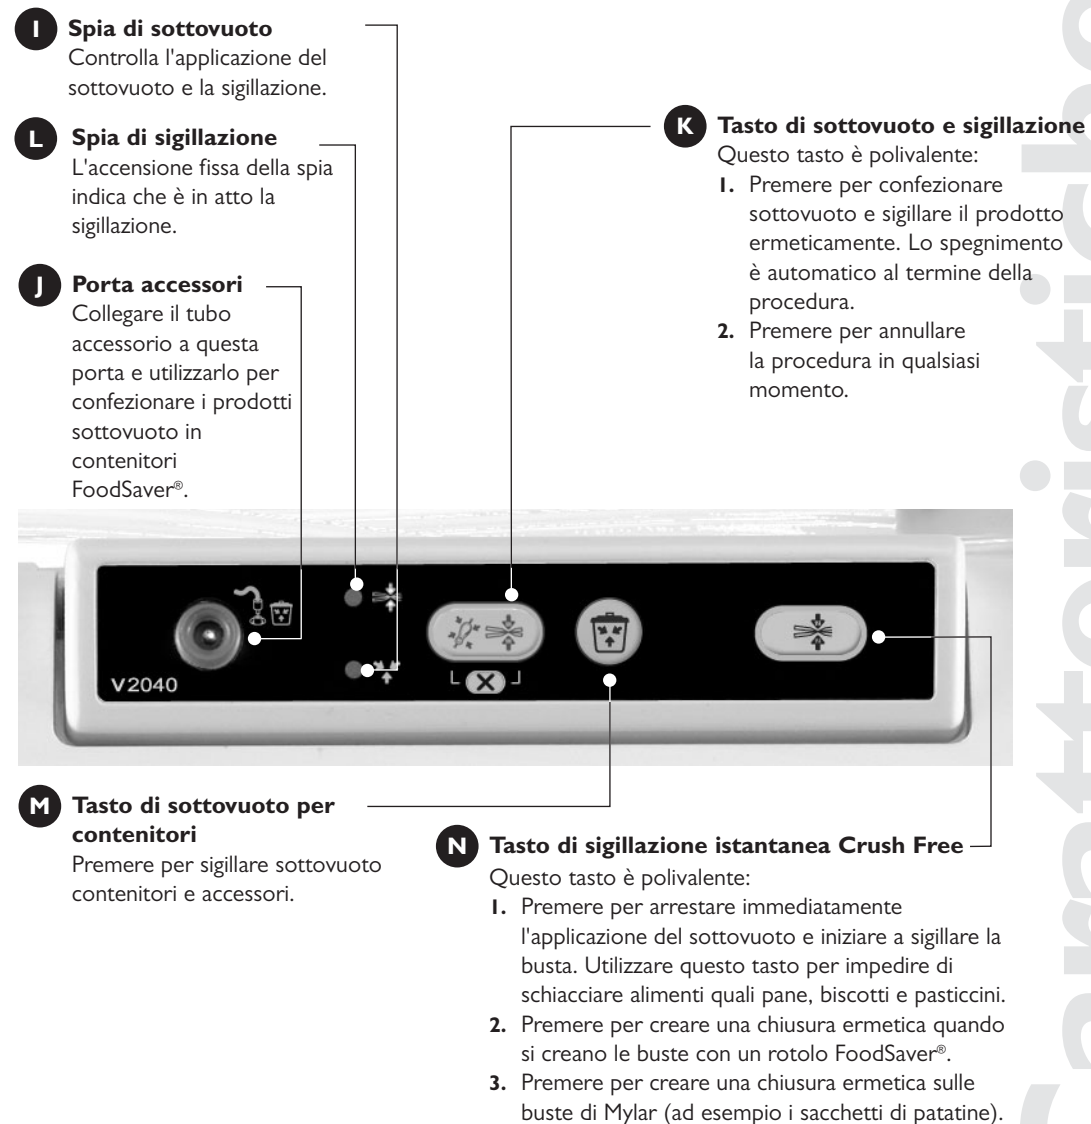 I Spia di sottovuoto
Controlla l'applicazione del
sottovuoto e la sigillazione.
L Spia di sigillazione
L'accensione fissa della spia
indica che è in atto la
sigillazione.
J Porta accessori
Collegare il tubo
accessorio a questa
porta e utilizzarlo per
confezionare i prodotti
sottovuoto in
contenitori
FoodSaver®.
K Tasto di sottovuoto e sigillazione
Questo tasto è polivalente:
1. Premere per confezionare
sottovuoto e sigillare il prodotto
ermeticamente. Lo spegnimento
è automatico al termine della
procedura.
2. Premere per annullare
la procedura in qualsiasi
momento.
V2040
M Tasto di sottovuoto per
contenitori
Premere per sigillare sottovuoto
contenitori e accessori.
N Tasto di sigillazione istantanea Crush Free
Questo tasto è polivalente:
1. Premere per arrestare immediatamente
l'applicazione del sottovuoto e iniziare a sigillare la
busta. Utilizzare questo tasto per impedire di
schiacciare alimenti quali pane, biscotti e pasticcini.
2. Premere per creare una chiusura ermetica quando
si creano le buste con un rotolo FoodSaver®.
3. Premere per creare una chiusura ermetica sulle
buste di Mylar (ad esempio i sacchetti di patatine).